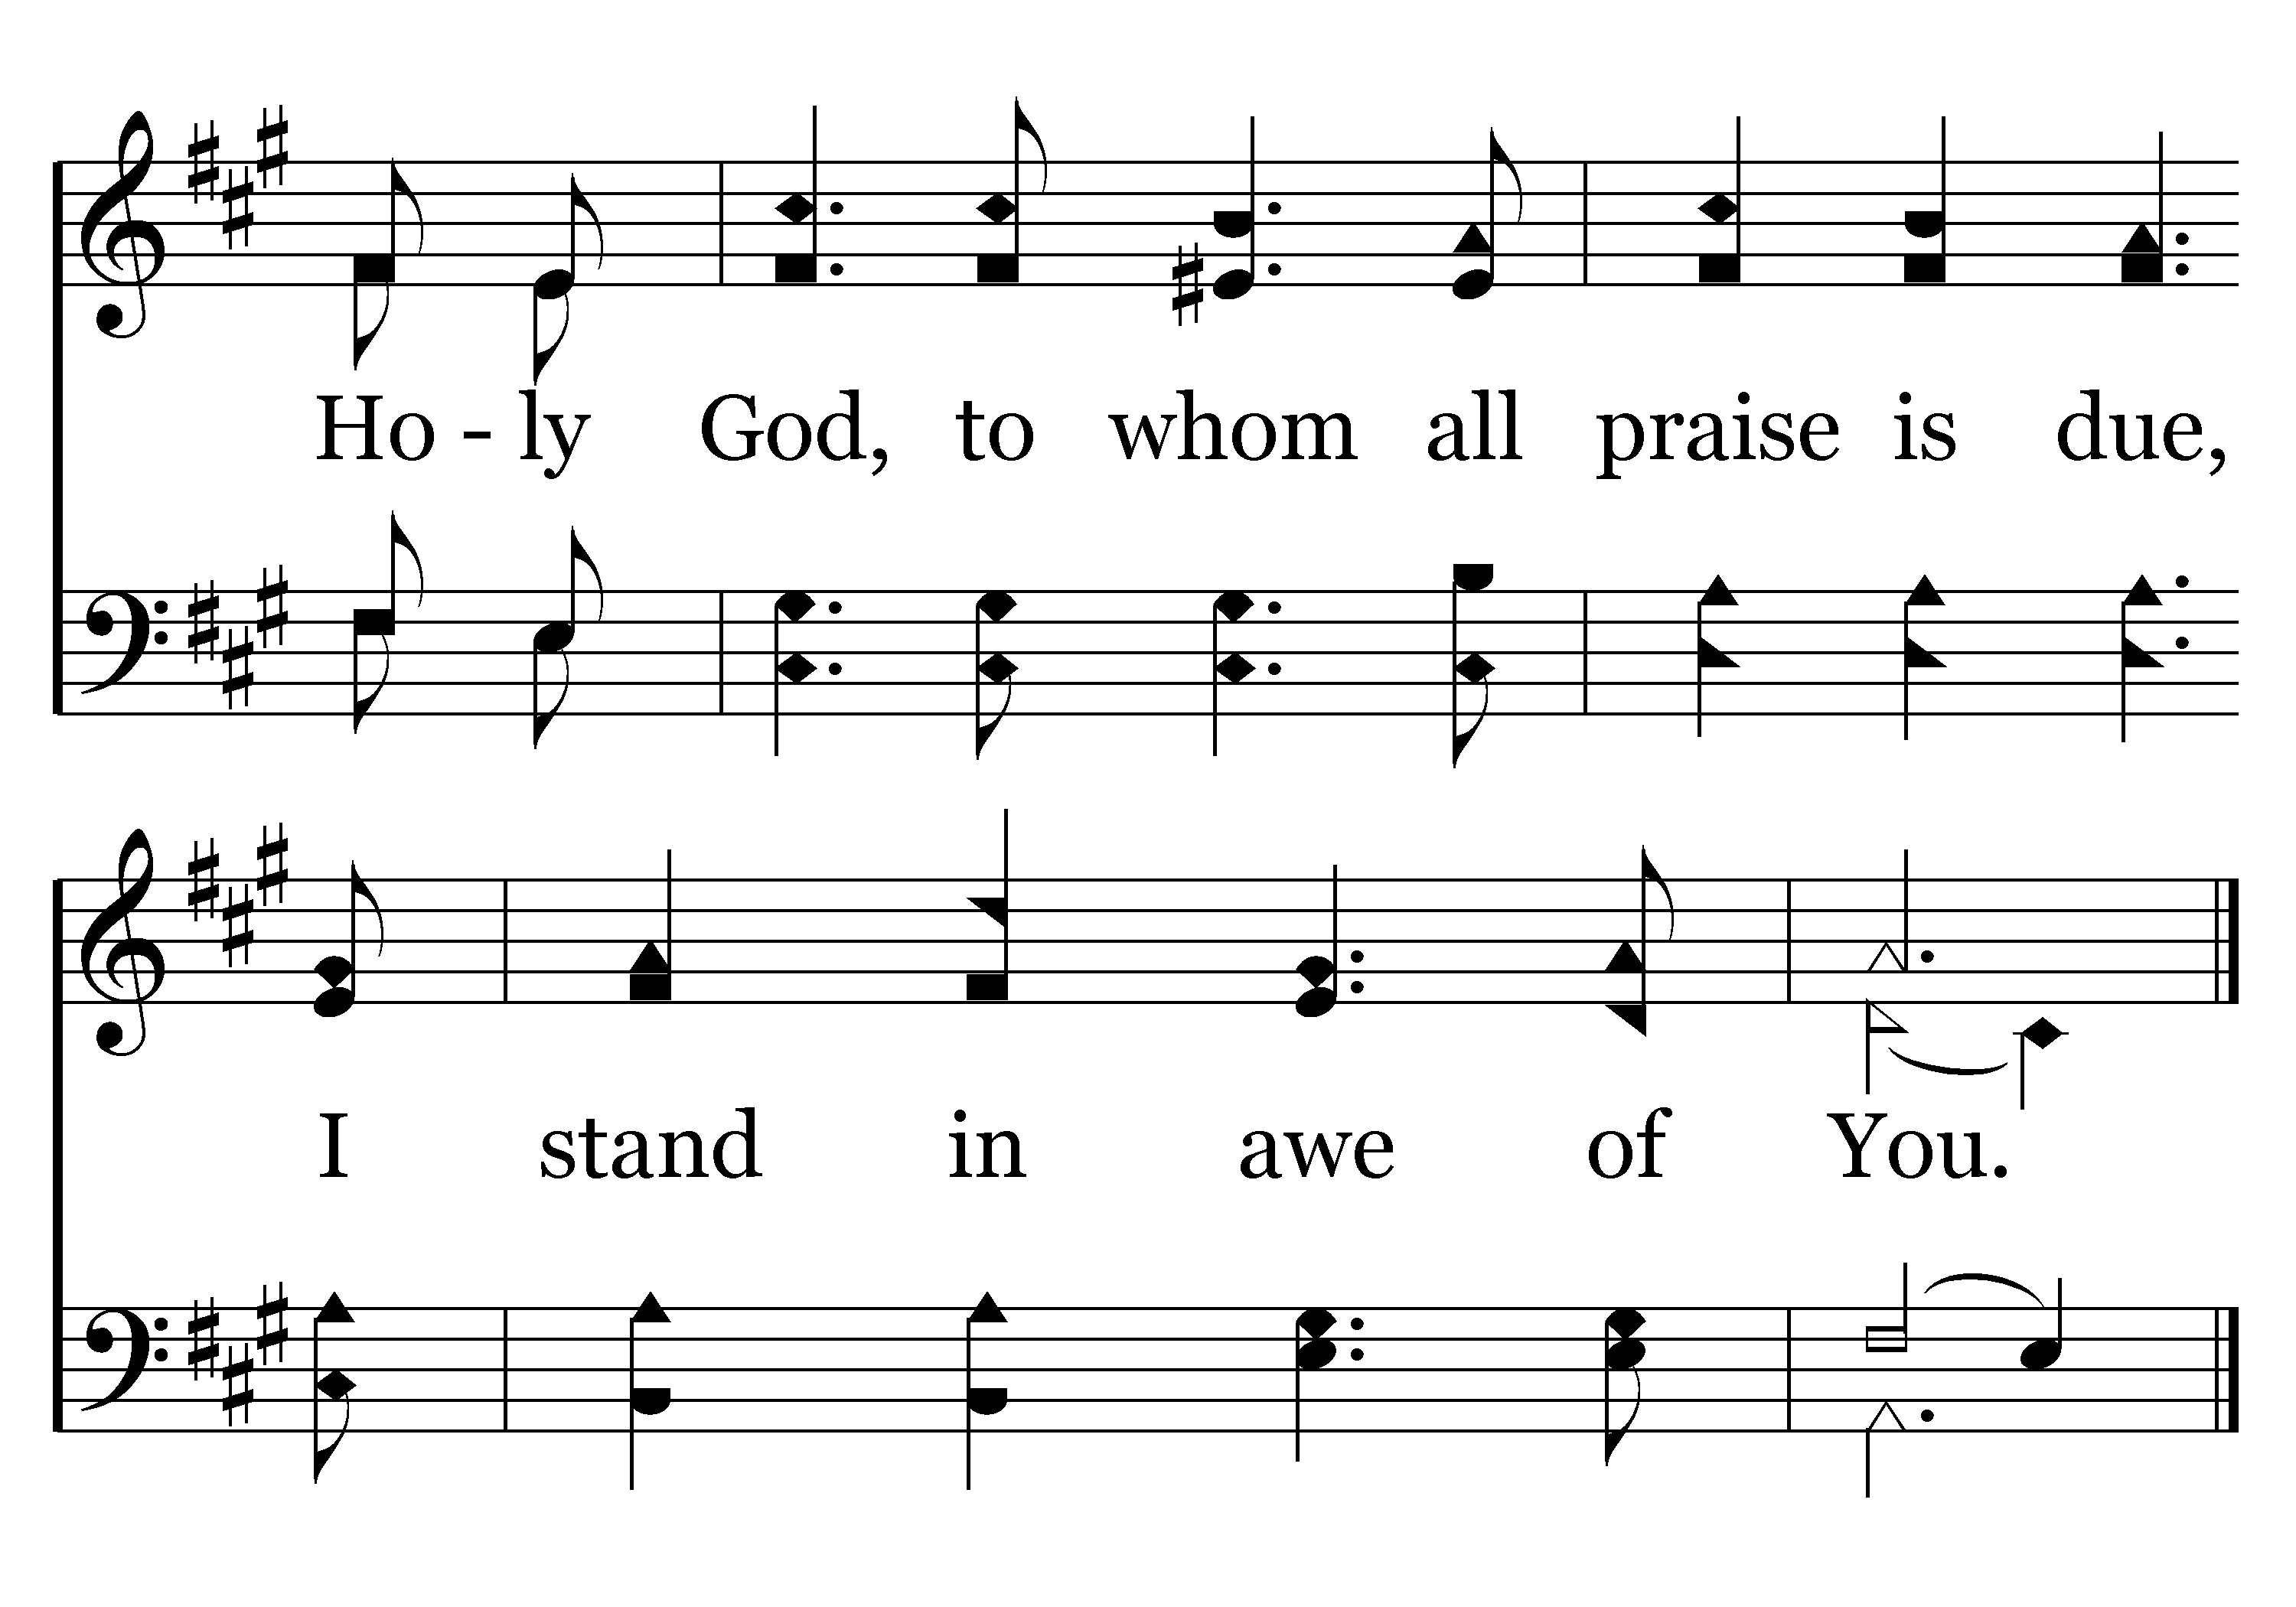 Ho - ly God, to whom all praise is due,
I stand in awe of You.